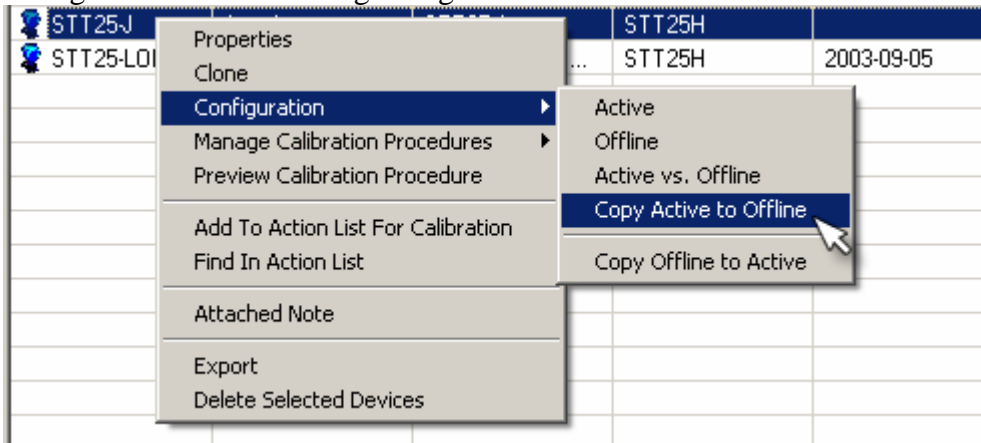 STT25-J STT25H
STT25-LOI ... STT25H 2003-09-05
Properties
Clone
Configuration
Manage Calibration Procedures
Preview Calibration Procedure
Add To Action List For Calibration
Find In Action List
Attached Note
Export
Delete Selected Devices
Active
Offline
Active vs. Offline
Copy Active to Offline
Copy Offline to Active